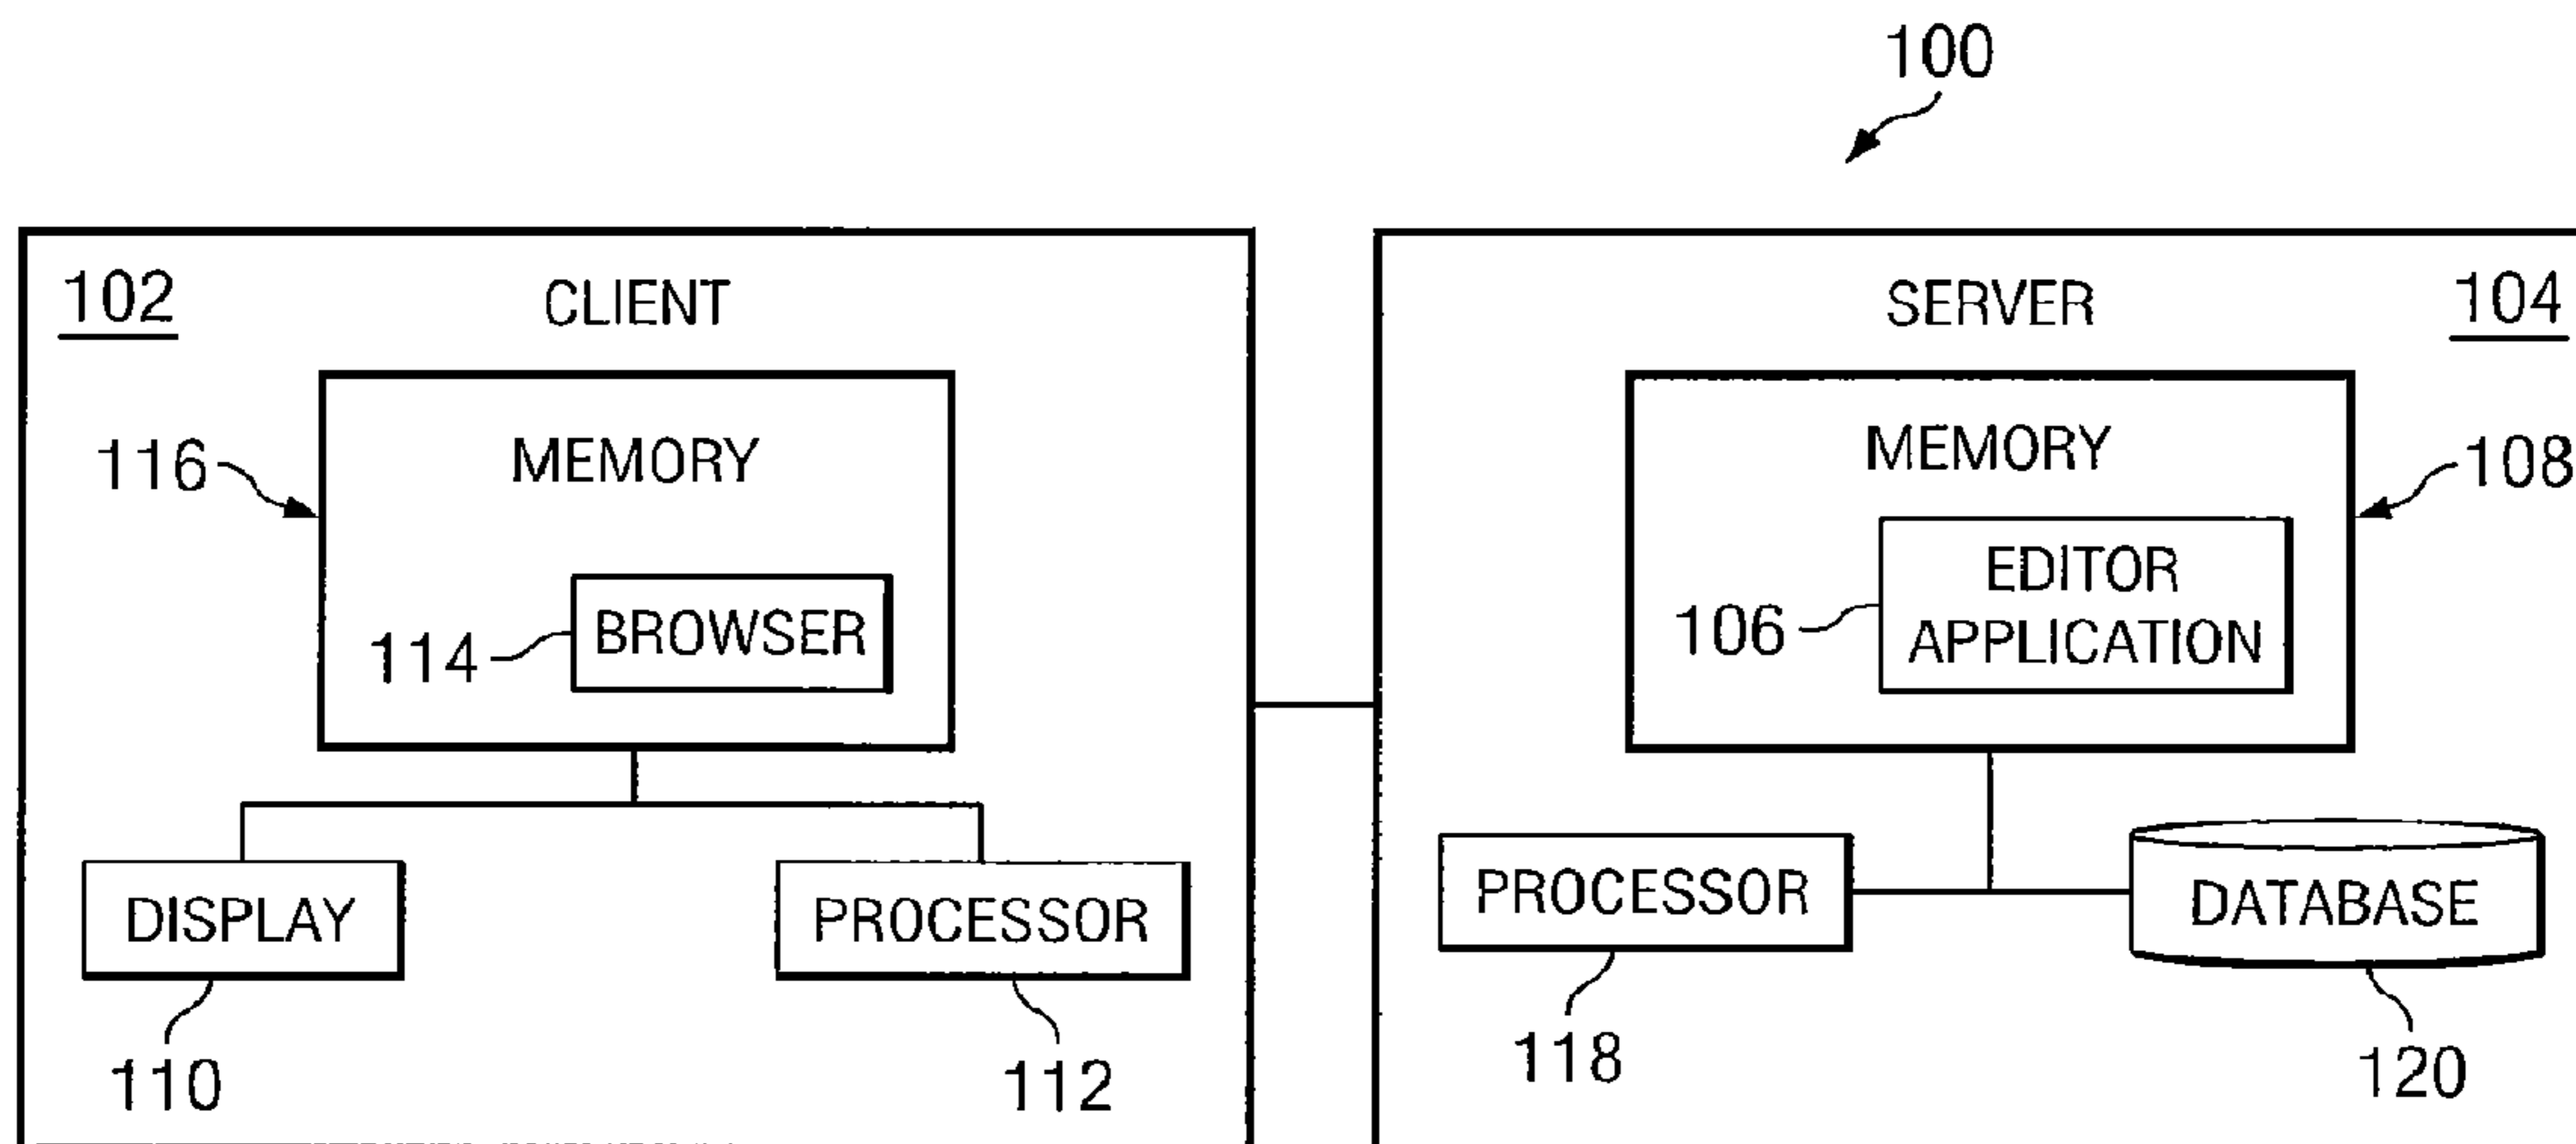 100
102
CLIENT
116
MEMORY
114
BROWSER
DISPLAY
PROCESSOR
110
112
SERVER
104
MEMORY
108
106
EDITOR
APPLICATION
PROCESSOR
DATABASE
118
120